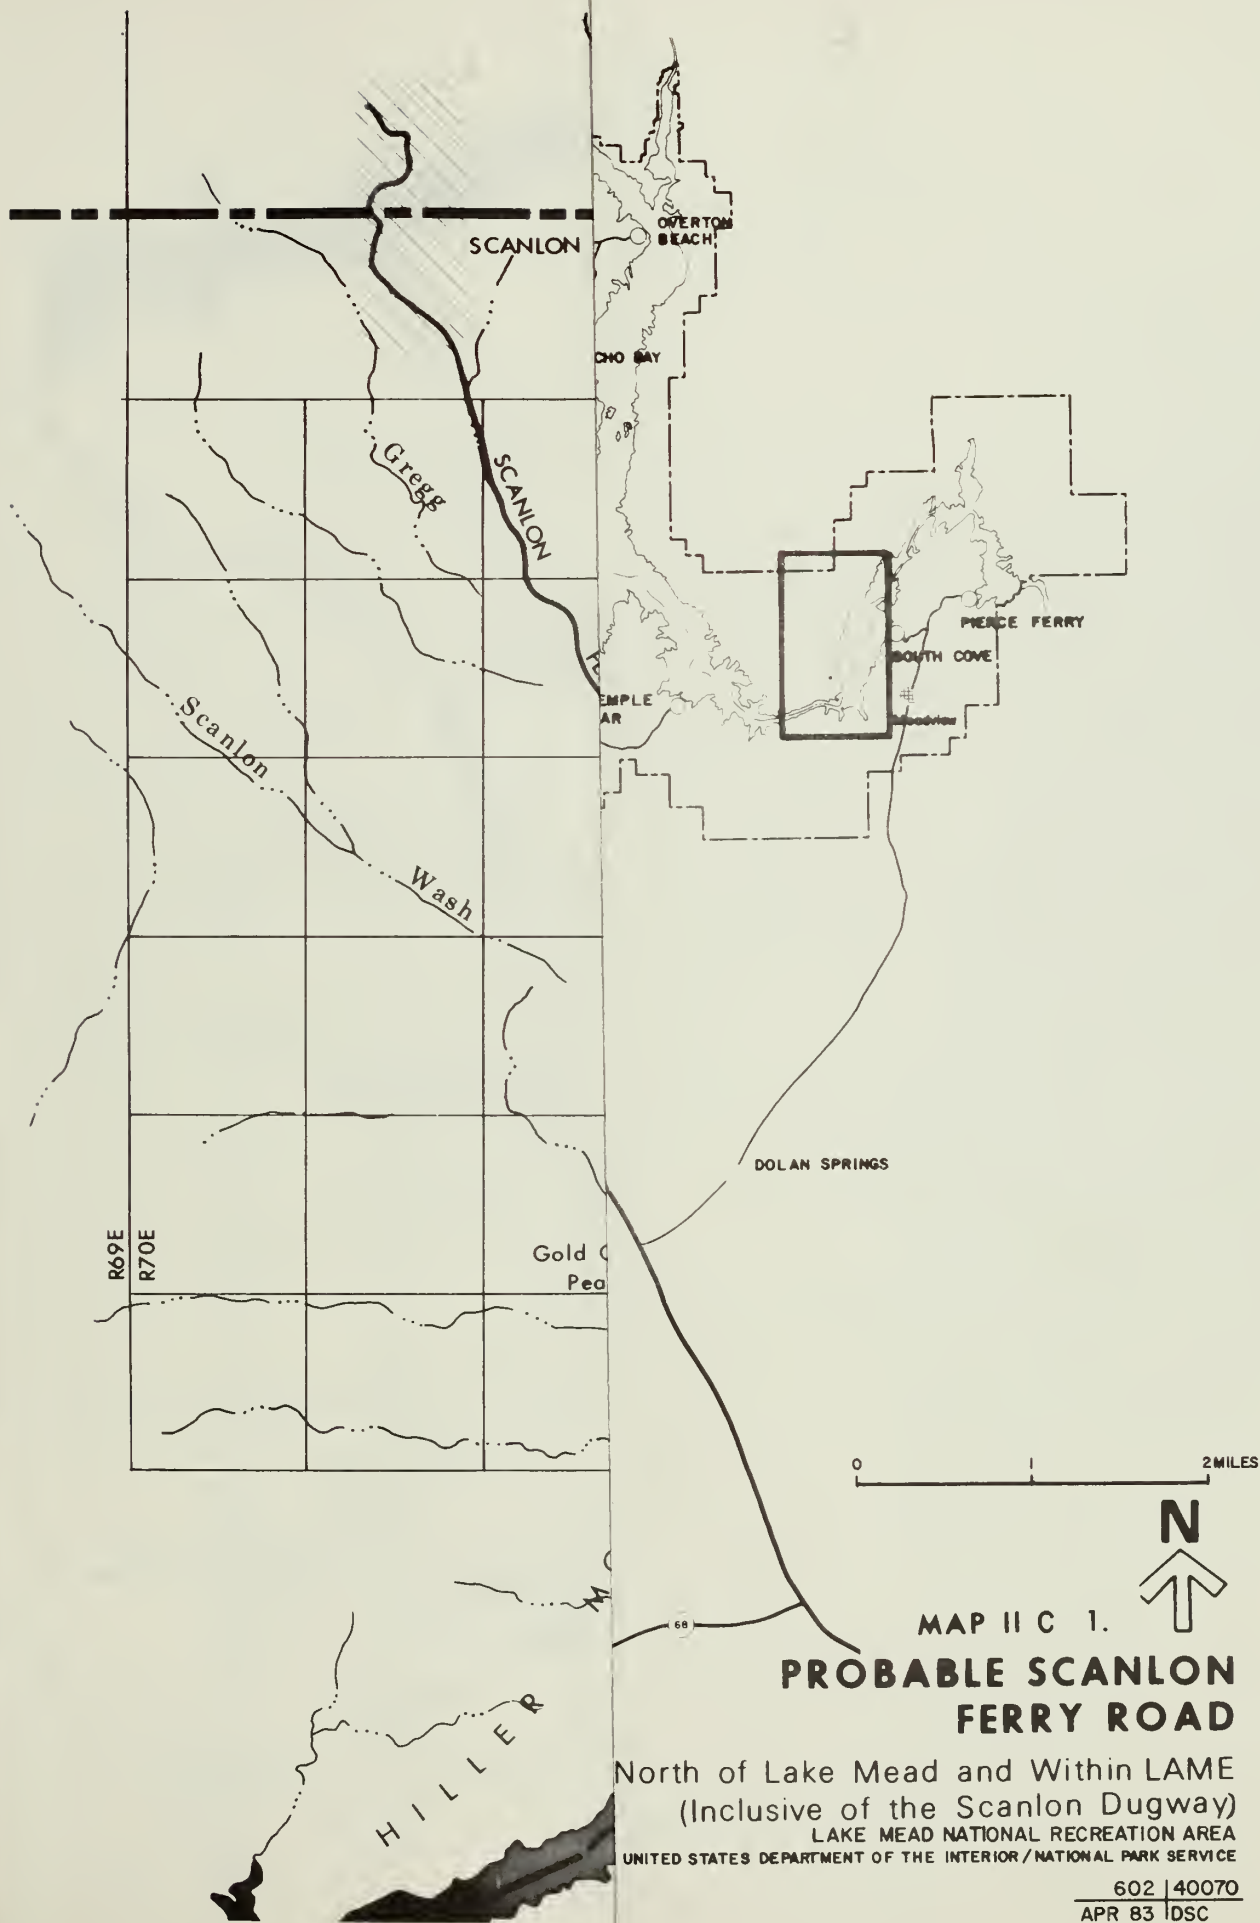 SCANLON
OVERTON
BEACH
CHO BAY
Gregg
SCANLON
PIERCE FERRY
SOUTH COVE
EMPLE
AR
Meadview
Scanlon
Wash
DOLAN SPRINGS
R69E
R70E
Gold
Pea
0 1 2 MILES
N
68
MAP II C 1.
PROBABLE SCANLON
FERRY ROAD
HILLER
M
North of Lake Mead and Within LAME
(Inclusive of the Scanlon Dugway)
LAKE MEAD NATIONAL RECREATION AREA
UNITED STATES DEPARTMENT OF THE INTERIOR/NATIONAL PARK SERVICE
602 40070
APR 83 DSC